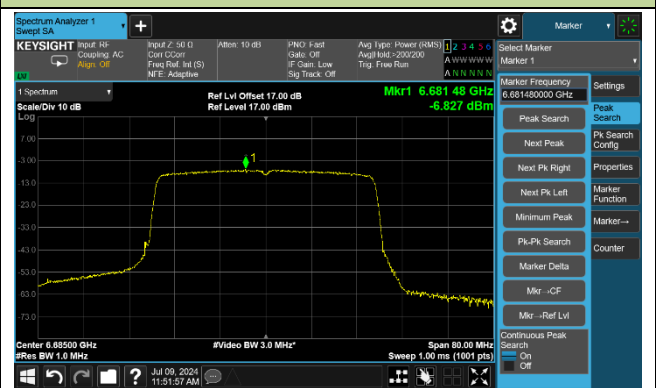 Spectrum Analyzer 1
Swept SA
Marker
KEYSIGHT
Input: RF
Coupling: AC
Align: Off
Input Z: 50 Ω
Corr CCorr
Freq Ref: Int (S)
NFE: Adaptive
Atten: 10 dB
PNO: Fast
Gate: Off
IF Gain: Low
Sig Track: Off
Avg Type: Power (RMS)
Avg|Hold:>200/200
Trig: Free Run
1 2 3 4 5 6
A W W W W W
A N N N N N
LU
Select Marker
Marker 1
1 Spectrum
Scale/Div 10 dB
Log
Ref Lvl Offset 17.00 dB
Ref Level 17.00 dBm
Mkr1 6.681 48 GHz
-6.827 dBm
7.00
-3.00
-13.0
-23.0
-33.0
-43.0
-53.0
-63.0
-73.0
1
Center 6.68500 GHz
#Res BW 1.0 MHz
#Video BW 3.0 MHz*
Span 80.00 MHz
Sweep 1.00 ms (1001 pts)
Marker Frequency
6.681480000 GHz
Peak Search
Next Peak
Next Pk Right
Next Pk Left
Minimum Peak
Pk-Pk Search
Marker Delta
Mkr→CF
Mkr→Ref Lvl
Continuous Peak
Search
On
Off
Settings
Peak
Search
Pk Search
Config
Properties
Marker
Function
Marker→
Counter
Jul 09, 2024
11:51:57 AM